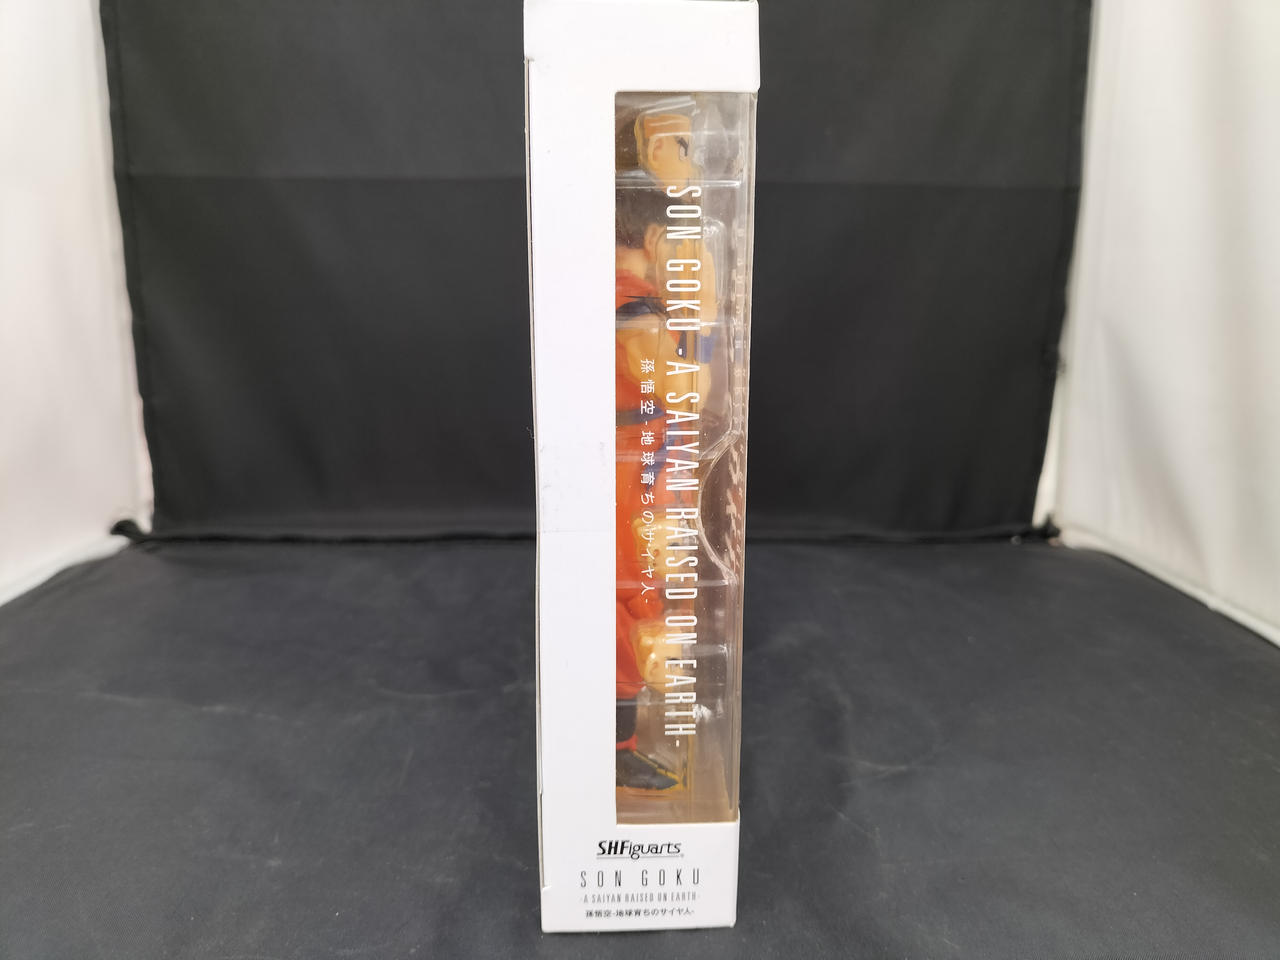 SON GOKU -A SAIYAN RAISED ON EARTH-
孫悟空-地球育ちのサイヤ人-
S.H.Figuarts
SON GOKU
-A SAIYAN RAISED ON EARTH-
孫悟空-地球育ちのサイヤ人-